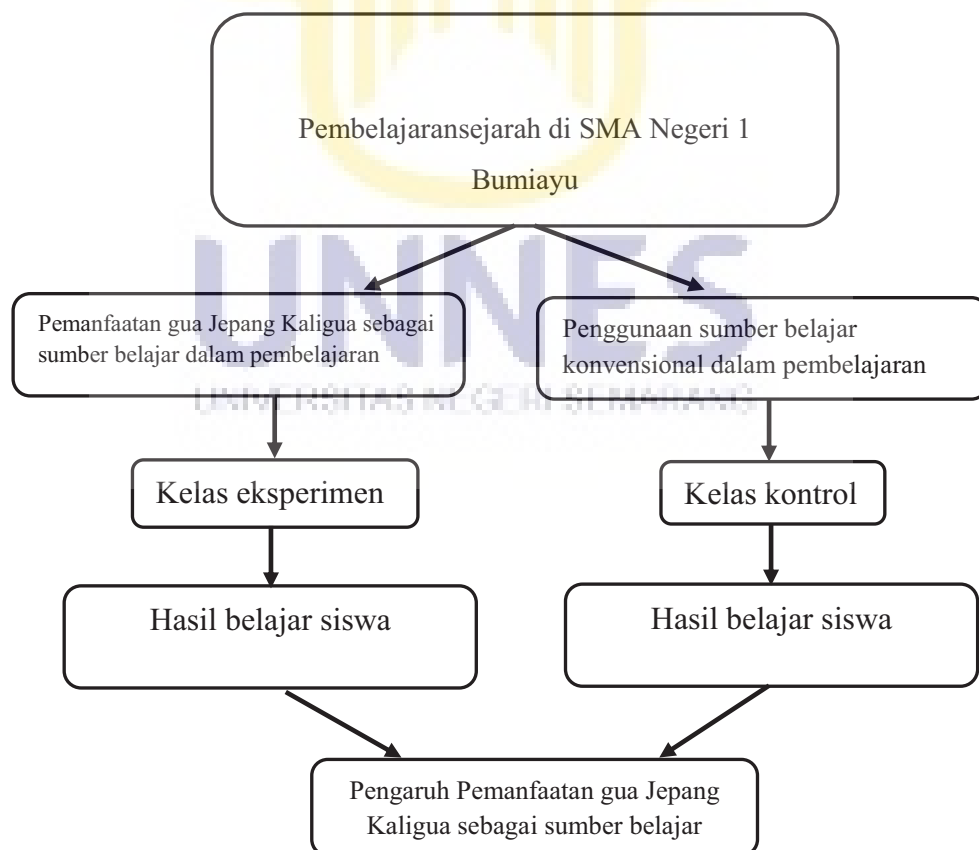 Pembelajaransejarah di SMA Negeri 1
Bumiayu
UNNES
UNIVERSITAS NEGERI SEMARANG
Pemanfaatan gua Jepang Kaligua sebagai
sumber belajar dalam pembelajaran
Penggunaan sumber belajar
konvensional dalam pembelajaran
Kelas eksperimen
Kelas kontrol
Hasil belajar siswa
Hasil belajar siswa
Pengaruh Pemanfaatan gua Jepang
Kaligua sebagai sumber belajar